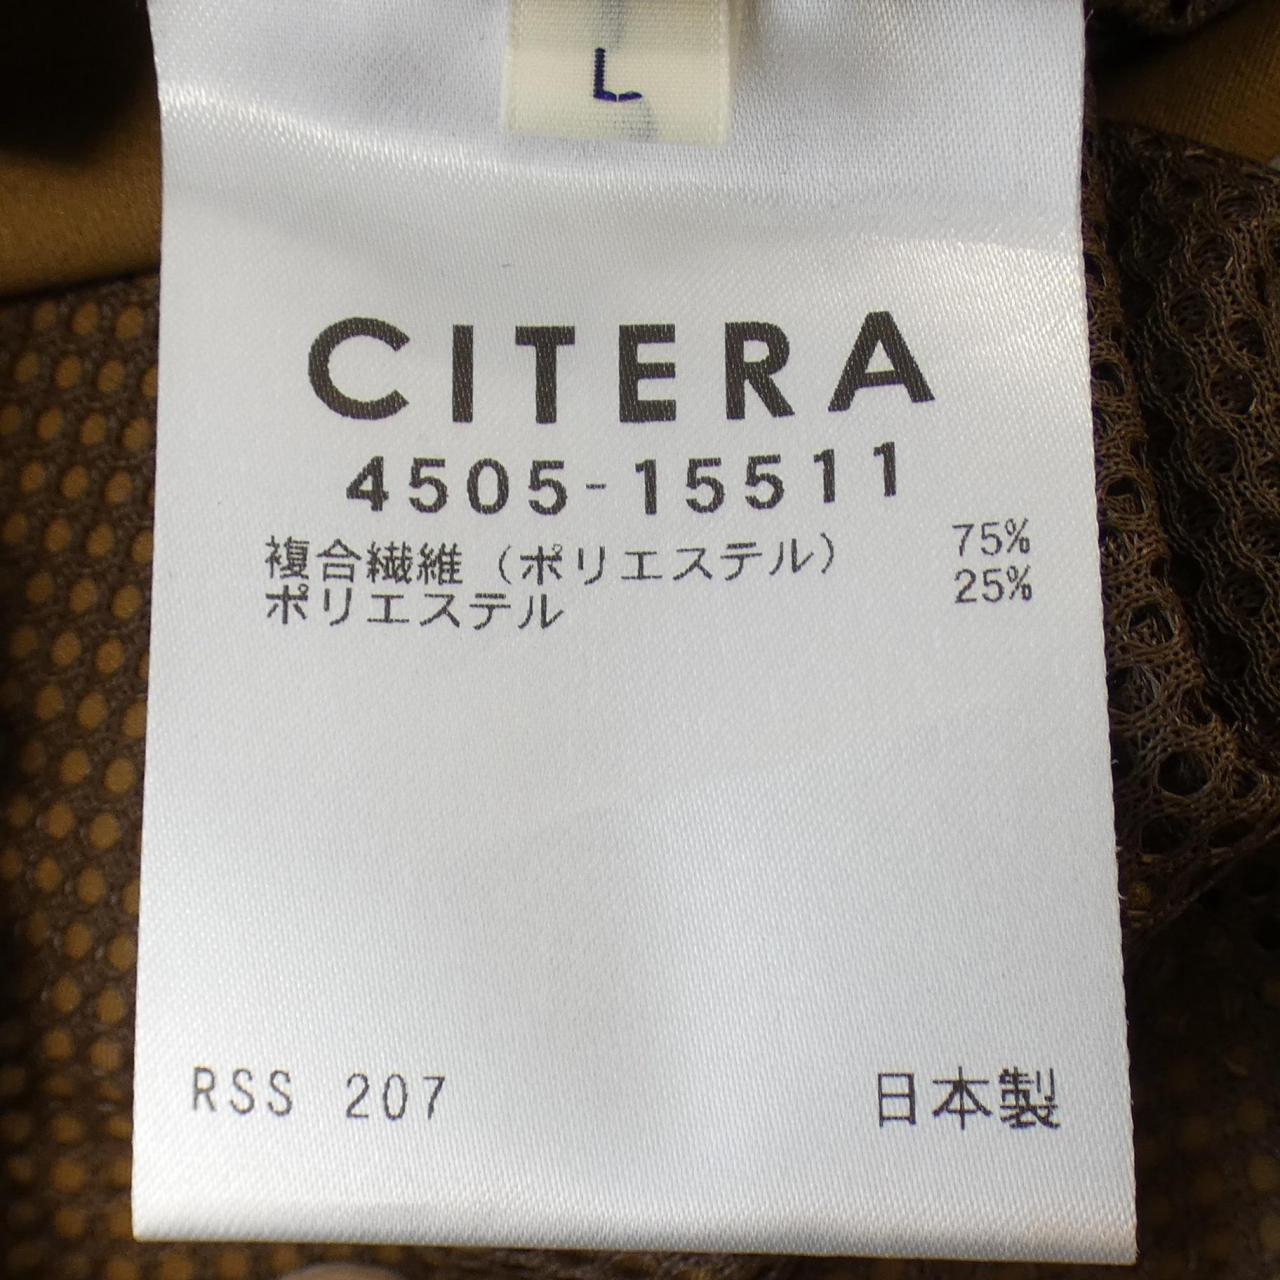 L
CITERA
4505-15511
複合繊維（ポリエステル） 75%
ポリエステル 25%
RSS 207 日本製